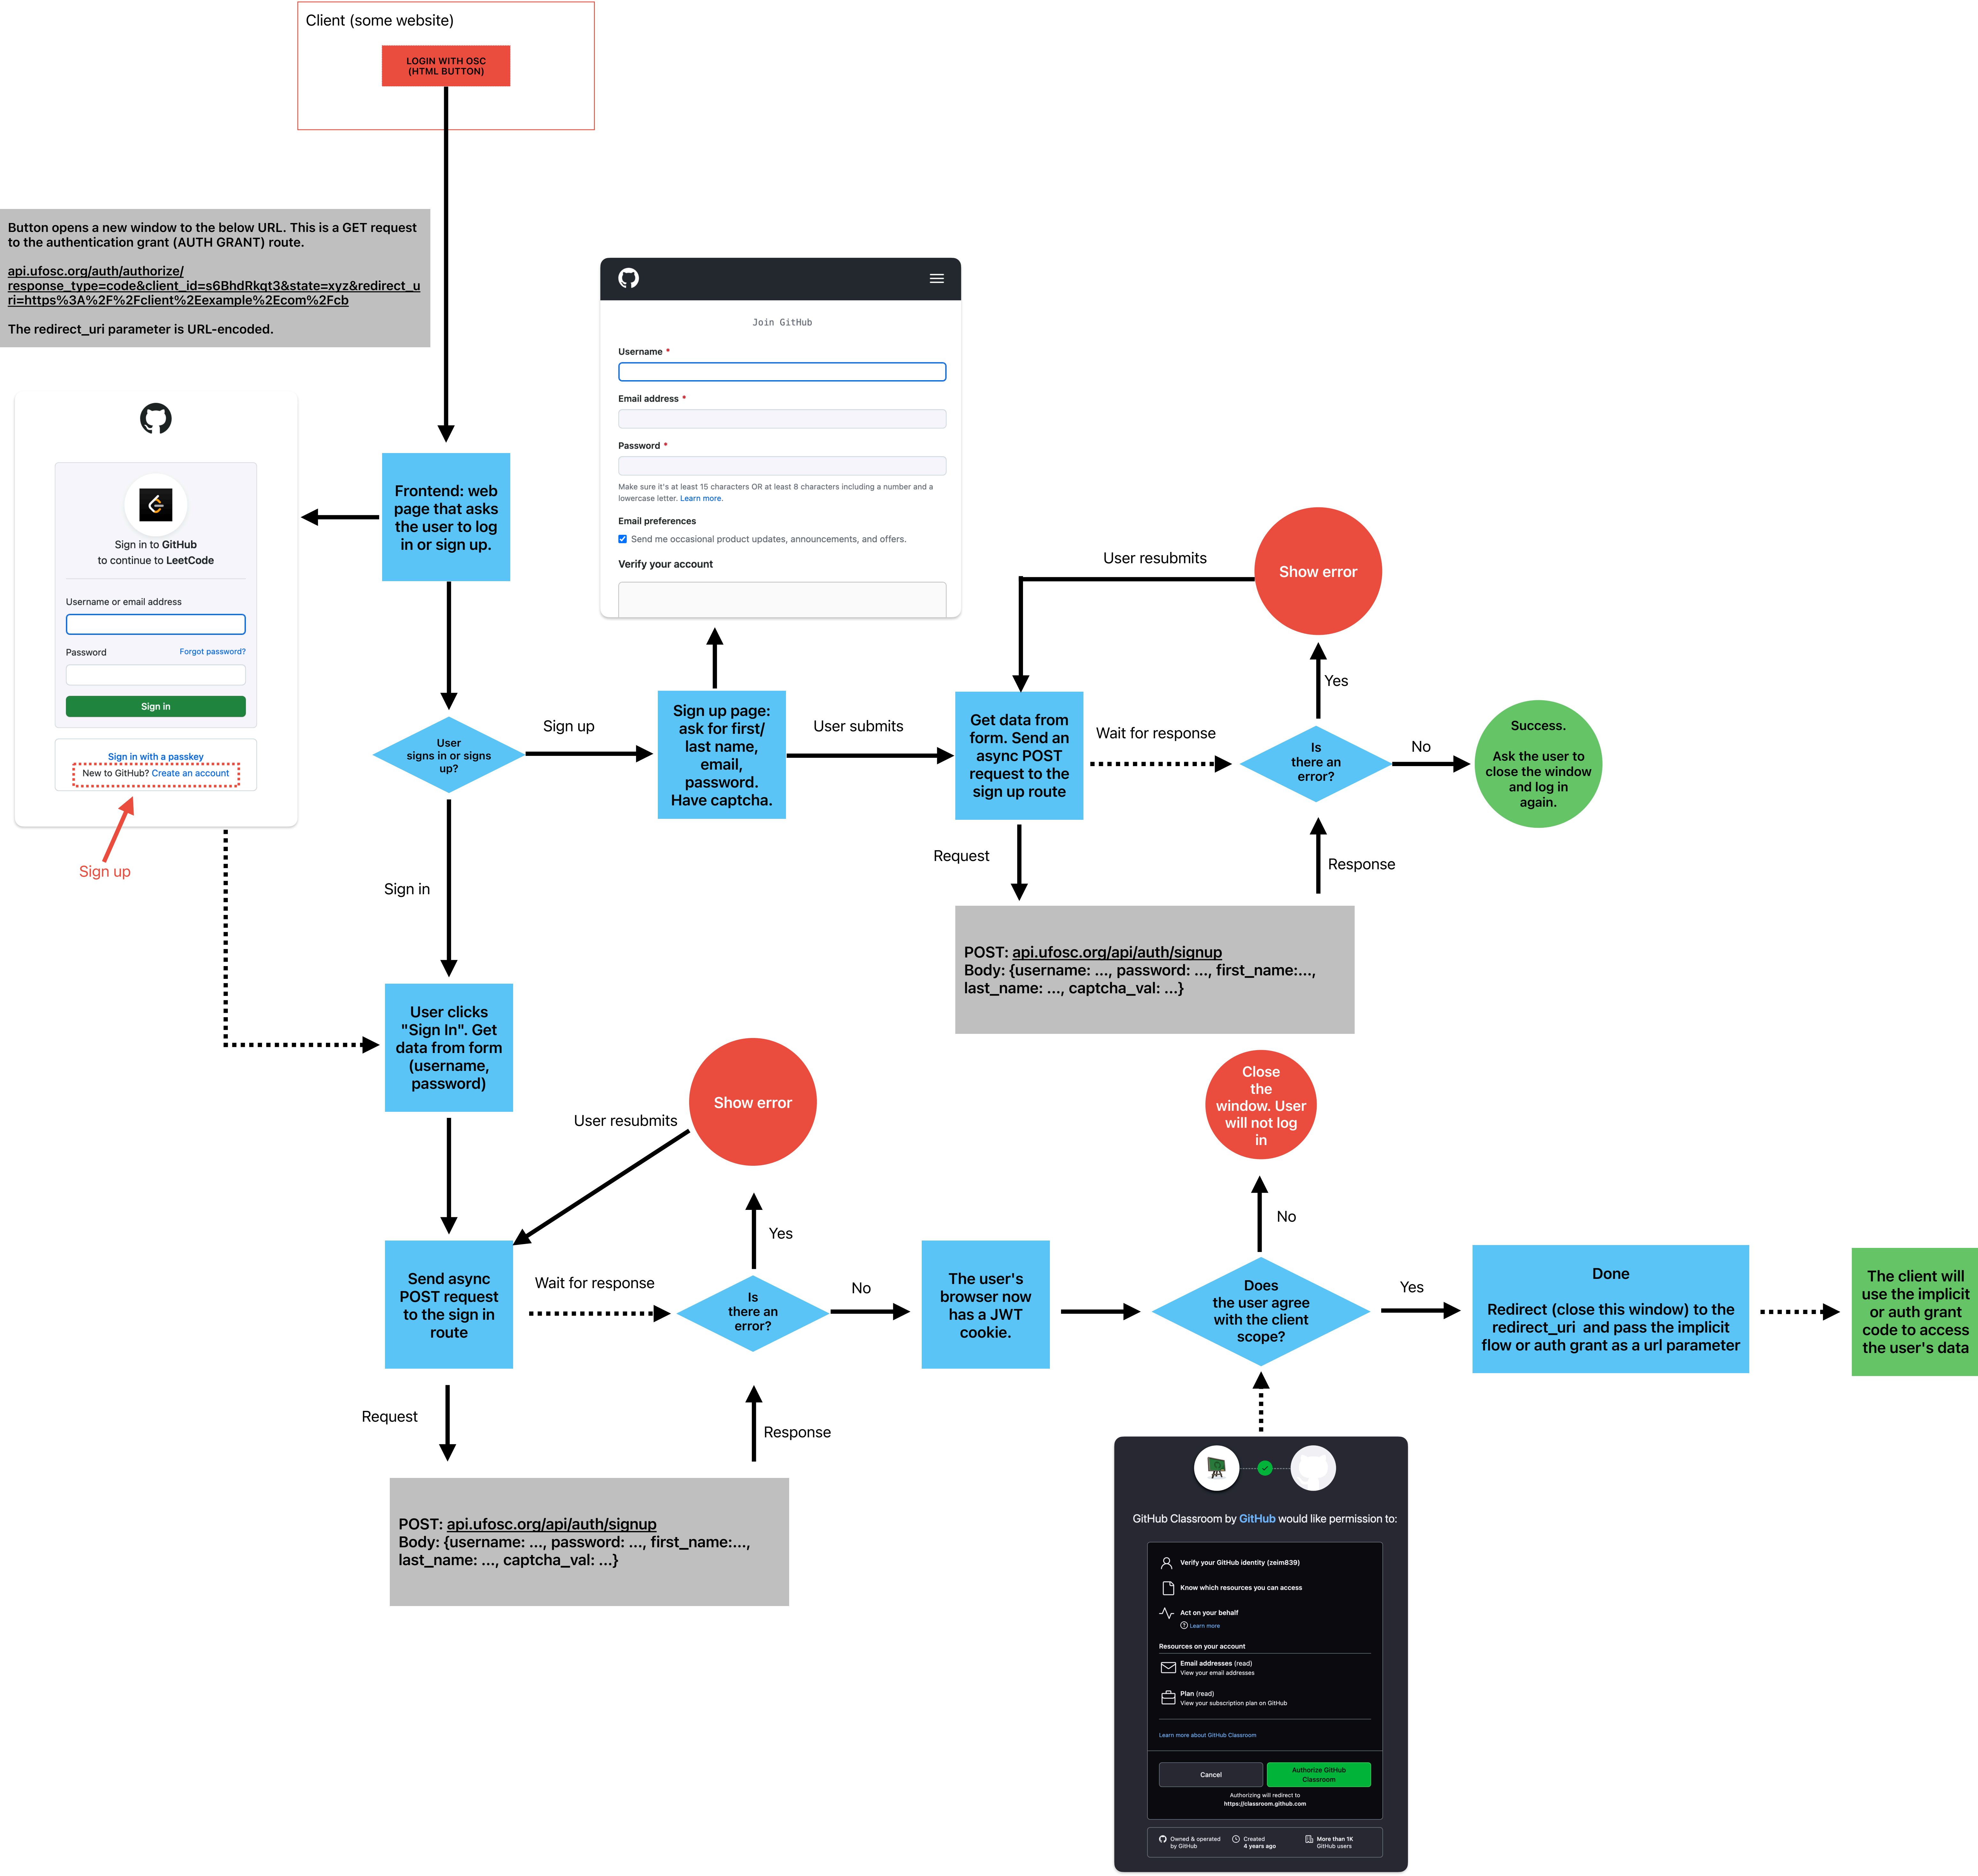 Client (some website)
LOGIN WITH OSC
(HTML BUTTON)
Button opens a new window to the below URL. This is a GET request
to the authentication grant (AUTH GRANT) route.
api.ufosc.org/auth/authorize/
response_type=code&client_id=s6BhdRkqt3&state=xyz&redirect_u
ri=https%3A%2F%2Fclient%2Eexample%2Ecom%2Fcb
The redirect_uri parameter is URL-encoded.
Join GitHub
Username *
Email address *
Password *
Make sure it's at least 15 characters OR at least 8 characters including a number and a
lowercase letter. Learn more.
Email preferences
Send me occasional product updates, announcements, and offers.
Verify your account
Sign in to GitHub
to continue to LeetCode
Username or email address
Password
Forgot password?
Sign in
Sign in with a passkey
New to GitHub? Create an account
Sign up
Frontend: web
page that asks
the user to log
in or sign up.
User
signs in or signs
up?
Sign up
Sign up page:
ask for first/
last name,
email,
password.
Have captcha.
User submits
Get data from
form. Send an
async POST
request to the
sign up route
User resubmits
Show error
Yes
Wait for response
Is
there an
error?
No
Success.
Ask the user to
close the window
and log in
again.
Request
Response
POST: api.ufosc.org/api/auth/signup
Body: {username: ..., password: ..., first_name:...,
last_name: ..., captcha_val: ...}
Sign in
User clicks
"Sign In". Get
data from form
(username,
password)
User resubmits
Show error
Yes
Send async
POST request
to the sign in
route
Wait for response
Is
there an
error?
No
The user's
browser now
has a JWT
cookie.
Close
the
window. User
will not log
in
No
Does
the user agree
with the client
scope?
Yes
Done
Redirect (close this window) to the
redirect_uri and pass the implicit
flow or auth grant as a url parameter
The client will
use the implicit
or auth grant
code to access
the user's data
Request
Response
POST: api.ufosc.org/api/auth/signup
Body: {username: ..., password: ..., first_name:...,
last_name: ..., captcha_val: ...}
GitHub Classroom by GitHub would like permission to:
Verify your GitHub identity (zeim839)
Know which resources you can access
Act on your behalf
Learn more
Resources on your account
Email addresses (read)
View your email addresses
Plan (read)
View your subscription plan on GitHub
Learn more about GitHub Classroom
Cancel
Authorize GitHub
Classroom
Authorizing will redirect to
https://classroom.github.com
Owned & operated
by GitHub
Created
4 years ago
More than 1K
GitHub users